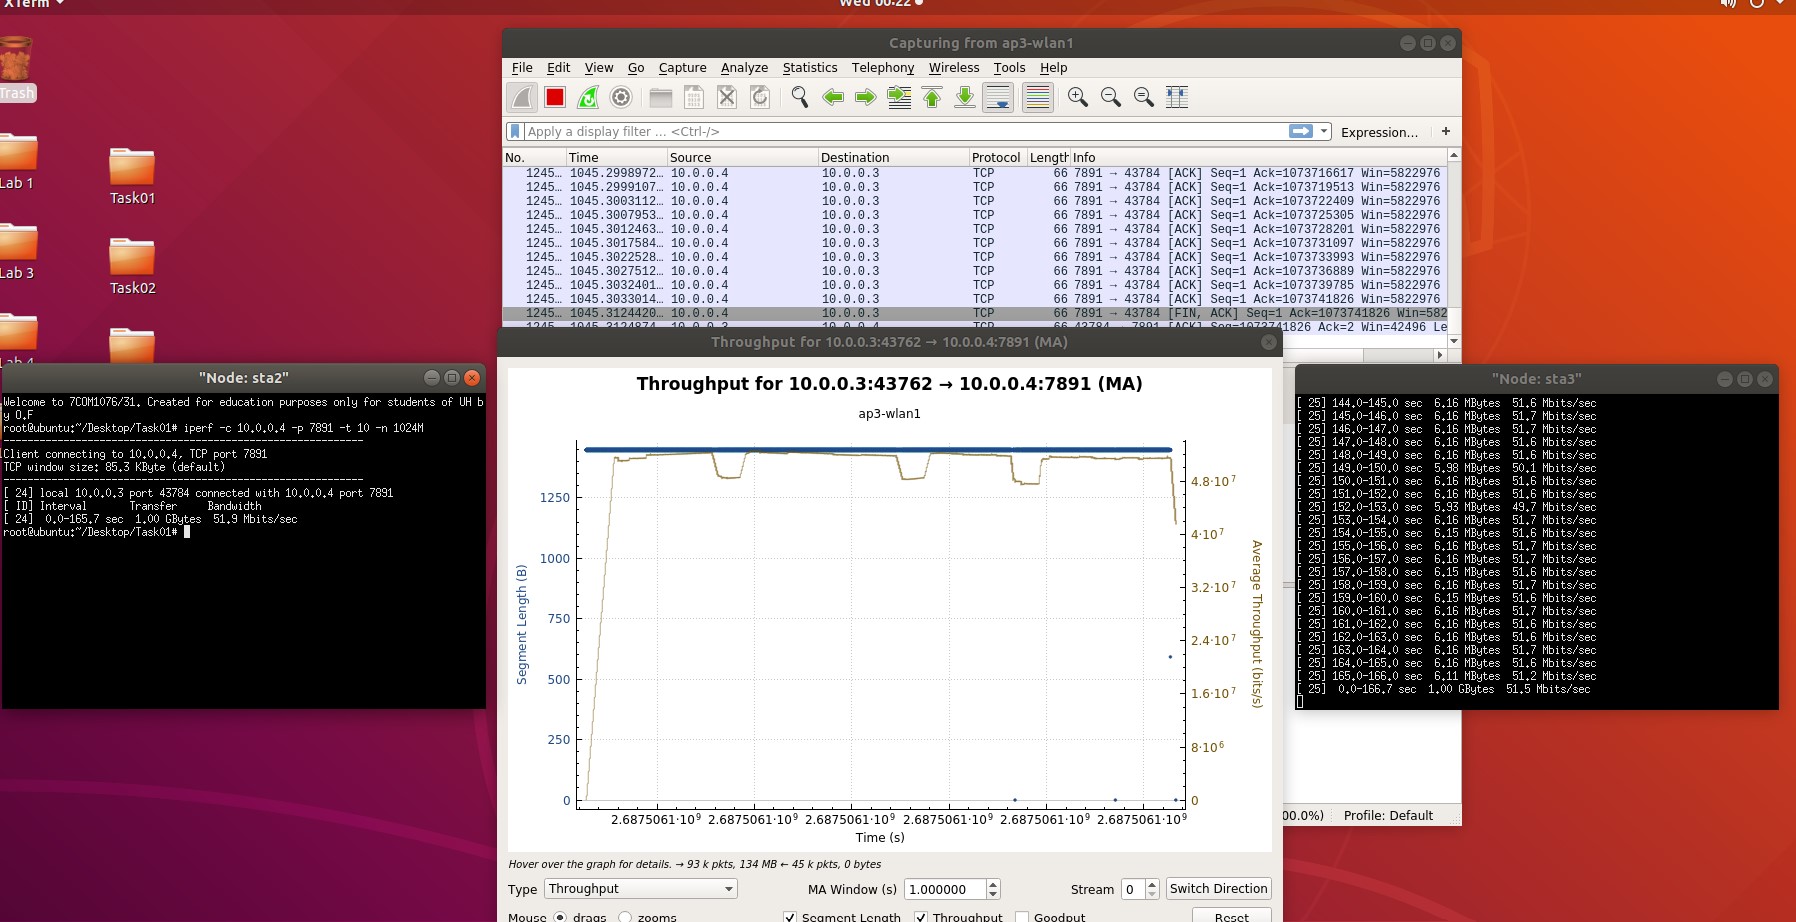 XTerm
Wed 00:22
Trash
Lab 1
Task01
Lab 3
Task02
Lab 4
Capturing from ap3-wlan1
File Edit View Go Capture Analyze Statistics Telephony Wireless Tools Help
Apply a display filter ... <Ctrl-/> Expression… +
No. Time Source Destination Protocol Length Info
1245… 1045.2998972… 10.0.0.4 10.0.0.3 TCP 66 7891 → 43784 [ACK] Seq=1 Ack=1073716617 Win=5822976
1245… 1045.2999107… 10.0.0.4 10.0.0.3 TCP 66 7891 → 43784 [ACK] Seq=1 Ack=1073719513 Win=5822976
1245… 1045.3003112… 10.0.0.4 10.0.0.3 TCP 66 7891 → 43784 [ACK] Seq=1 Ack=1073722409 Win=5822976
1245… 1045.3007953… 10.0.0.4 10.0.0.3 TCP 66 7891 → 43784 [ACK] Seq=1 Ack=1073725305 Win=5822976
1245… 1045.3012463… 10.0.0.4 10.0.0.3 TCP 66 7891 → 43784 [ACK] Seq=1 Ack=1073728201 Win=5822976
1245… 1045.3017584… 10.0.0.4 10.0.0.3 TCP 66 7891 → 43784 [ACK] Seq=1 Ack=1073731097 Win=5822976
1245… 1045.3022528… 10.0.0.4 10.0.0.3 TCP 66 7891 → 43784 [ACK] Seq=1 Ack=1073733993 Win=5822976
1245… 1045.3027512… 10.0.0.4 10.0.0.3 TCP 66 7891 → 43784 [ACK] Seq=1 Ack=1073736889 Win=5822976
1245… 1045.3032401… 10.0.0.4 10.0.0.3 TCP 66 7891 → 43784 [ACK] Seq=1 Ack=1073739785 Win=5822976
1245… 1045.3033014… 10.0.0.4 10.0.0.3 TCP 66 7891 → 43784 [ACK] Seq=1 Ack=1073741826 Win=5822976
1245… 1045.3124420… 10.0.0.4 10.0.0.3 TCP 66 7891 → 43784 [FIN, ACK] Seq=1 Ack=1073741826 Win=582
1245… 1045.3124874… 10.0.0.3 10.0.0.4 TCP 66 43784 → 7891 [ACK] Seq=1073741826 Ack=2 Win=42496 Le
00.0%) Profile: Default
"Node: sta2"
Welcome to 7COM1076/31. Created for education purposes only for students of UH b
y O.F
root@ubuntu:~/Desktop/Task01# iperf -c 10.0.0.4 -p 7891 -t 10 -n 1024M
------------------------------------------------------------
Client connecting to 10.0.0.4, TCP port 7891
TCP window size: 85.3 KByte (default)
------------------------------------------------------------
[ 24] local 10.0.0.3 port 43784 connected with 10.0.0.4 port 7891
[ ID] Interval Transfer Bandwidth
[ 24] 0.0-165.7 sec 1.00 GBytes 51.9 Mbits/sec
root@ubuntu:~/Desktop/Task01#
Throughput for 10.0.0.3:43762 → 10.0.0.4:7891 (MA)
Throughput for 10.0.0.3:43762 → 10.0.0.4:7891 (MA)
ap3-wlan1
Segment Length (B)
1250
1000
750
500
250
0
Average Throughput (bits/s)
4.8·10⁷
4·10⁷
3.2·10⁷
2.4·10⁷
1.6·10⁷
8·10⁶
0
2.6875061·10⁹ 2.6875061·10⁹ 2.6875061·10⁹ 2.6875061·10⁹ 2.6875061·10⁹ 2.6875061·10⁹
Time (s)
Hover over the graph for details. → 93 k pkts, 134 MB ← 45 k pkts, 0 bytes
Type Throughput MA Window (s) 1.000000 Stream 0 Switch Direction
Mouse drags zooms Segment Length Throughput Goodput Reset
"Node: sta3"
[ 25] 144.0-145.0 sec 6.16 MBytes 51.6 Mbits/sec
[ 25] 145.0-146.0 sec 6.16 MBytes 51.7 Mbits/sec
[ 25] 146.0-147.0 sec 6.16 MBytes 51.7 Mbits/sec
[ 25] 147.0-148.0 sec 6.16 MBytes 51.6 Mbits/sec
[ 25] 148.0-149.0 sec 6.16 MBytes 51.6 Mbits/sec
[ 25] 149.0-150.0 sec 5.98 MBytes 50.1 Mbits/sec
[ 25] 150.0-151.0 sec 6.16 MBytes 51.6 Mbits/sec
[ 25] 151.0-152.0 sec 6.16 MBytes 51.6 Mbits/sec
[ 25] 152.0-153.0 sec 5.93 MBytes 49.7 Mbits/sec
[ 25] 153.0-154.0 sec 6.16 MBytes 51.7 Mbits/sec
[ 25] 154.0-155.0 sec 6.15 MBytes 51.6 Mbits/sec
[ 25] 155.0-156.0 sec 6.16 MBytes 51.7 Mbits/sec
[ 25] 156.0-157.0 sec 6.16 MBytes 51.7 Mbits/sec
[ 25] 157.0-158.0 sec 6.15 MBytes 51.6 Mbits/sec
[ 25] 158.0-159.0 sec 6.16 MBytes 51.7 Mbits/sec
[ 25] 159.0-160.0 sec 6.15 MBytes 51.6 Mbits/sec
[ 25] 160.0-161.0 sec 6.16 MBytes 51.7 Mbits/sec
[ 25] 161.0-162.0 sec 6.16 MBytes 51.6 Mbits/sec
[ 25] 162.0-163.0 sec 6.16 MBytes 51.6 Mbits/sec
[ 25] 163.0-164.0 sec 6.16 MBytes 51.7 Mbits/sec
[ 25] 164.0-165.0 sec 6.16 MBytes 51.6 Mbits/sec
[ 25] 165.0-166.0 sec 6.11 MBytes 51.2 Mbits/sec
[ 25] 0.0-166.7 sec 1.00 GBytes 51.5 Mbits/sec